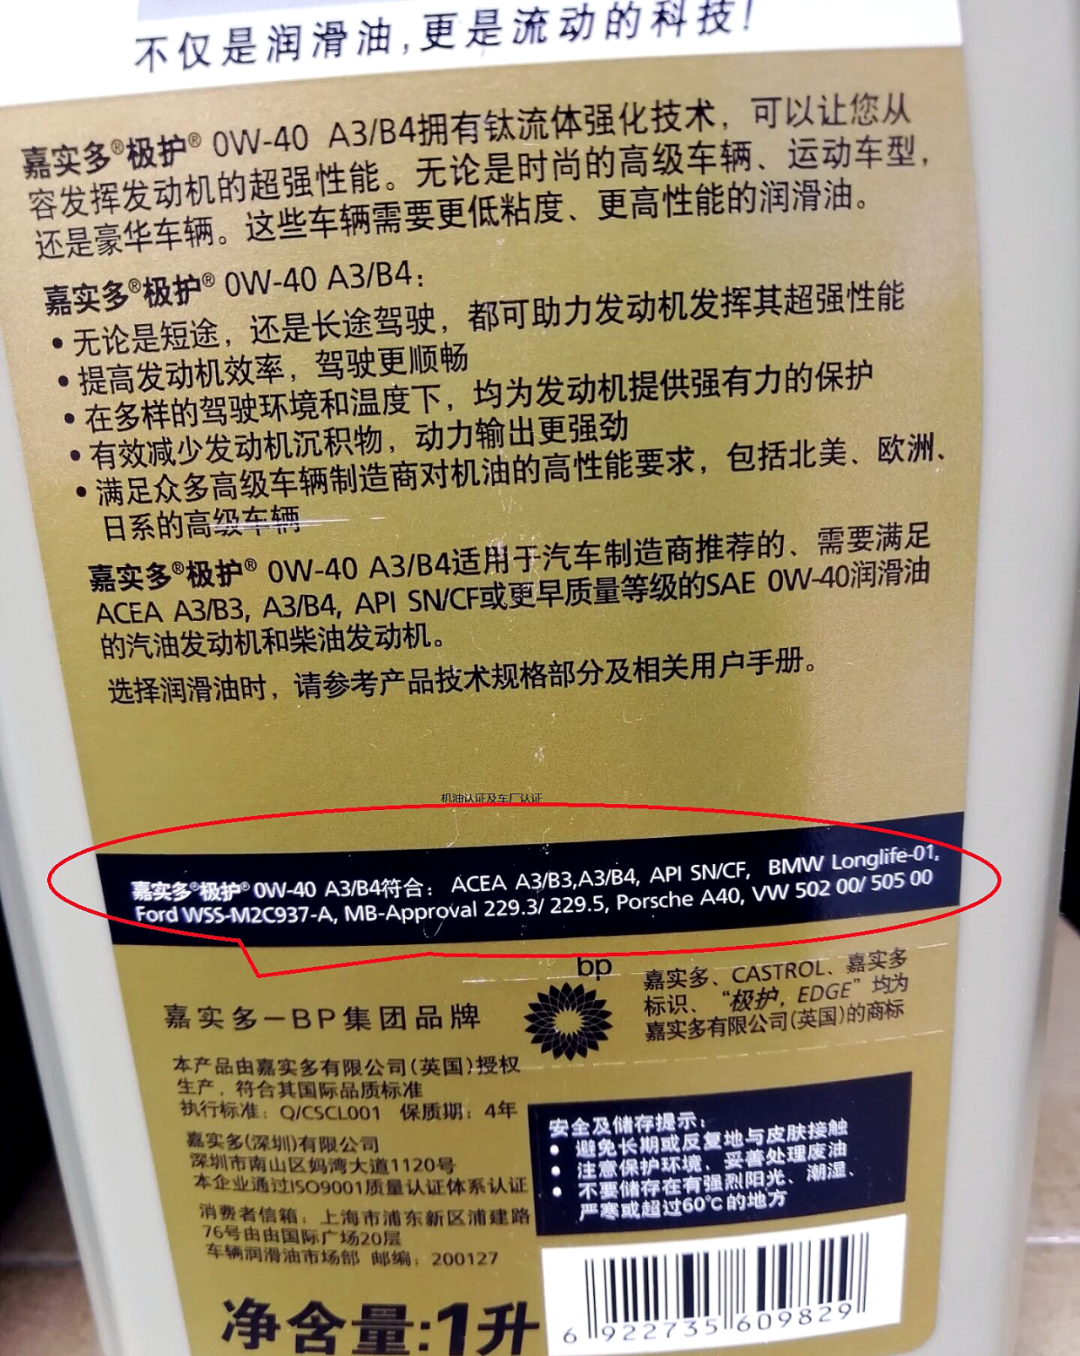 不仅是润滑油,更是流动的科技!
嘉实多®极护® 0W-40 A3/B4拥有钛流体强化技术，可以让您从
容发挥发动机的超强性能。无论是时尚的高级车辆、运动车型，
还是豪华车辆。这些车辆需要更低粘度、更高性能的润滑油。
嘉实多®极护® 0W-40 A3/B4：
• 无论是短途，还是长途驾驶，都可助力发动机发挥其超强性能
• 提高发动机效率，驾驶更顺畅
• 在多样的驾驶环境和温度下，均为发动机提供强有力的保护
• 有效减少发动机沉积物，动力输出更强劲
• 满足众多高级车辆制造商对机油的高性能要求，包括北美、欧洲、
日系的高级车辆
嘉实多®极护® 0W-40 A3/B4适用于汽车制造商推荐的、需要满足
ACEA A3/B3, A3/B4, API SN/CF或更早质量等级的SAE 0W-40润滑油
的汽油发动机和柴油发动机。
选择润滑油时，请参考产品技术规格部分及相关用户手册。
机油认证及车厂认证
嘉实多®极护® 0W-40 A3/B4符合： ACEA A3/B3,A3/B4, API SN/CF, BMW Longlife-01,
Ford WSS-M2C937-A, MB-Approval 229.3/ 229.5, Porsche A40, VW 502 00/ 505 00
bp
嘉实多－BP集团品牌
嘉实多、CASTROL、嘉实多
标识、“极护，EDGE”均为
嘉实多有限公司(英国)的商标
本产品由嘉实多有限公司(英国)授权
生产，符合其国际品质标准
执行标准：Q/CSCL001 保质期：4年
嘉实多(深圳)有限公司
深圳市南山区妈湾大道1120号
本企业通过ISO9001质量认证体系认证
消费者信箱：上海市浦东新区浦建路
76号由由国际广场20层
车辆润滑油市场部 邮编：200127
安全及储存提示：
• 避免长期或反复地与皮肤接触
• 注意保护环境、妥善处理废油
• 不要储存在有强烈阳光、潮湿、
严寒或超过60℃的地方
净含量:1升
6 922735 609829